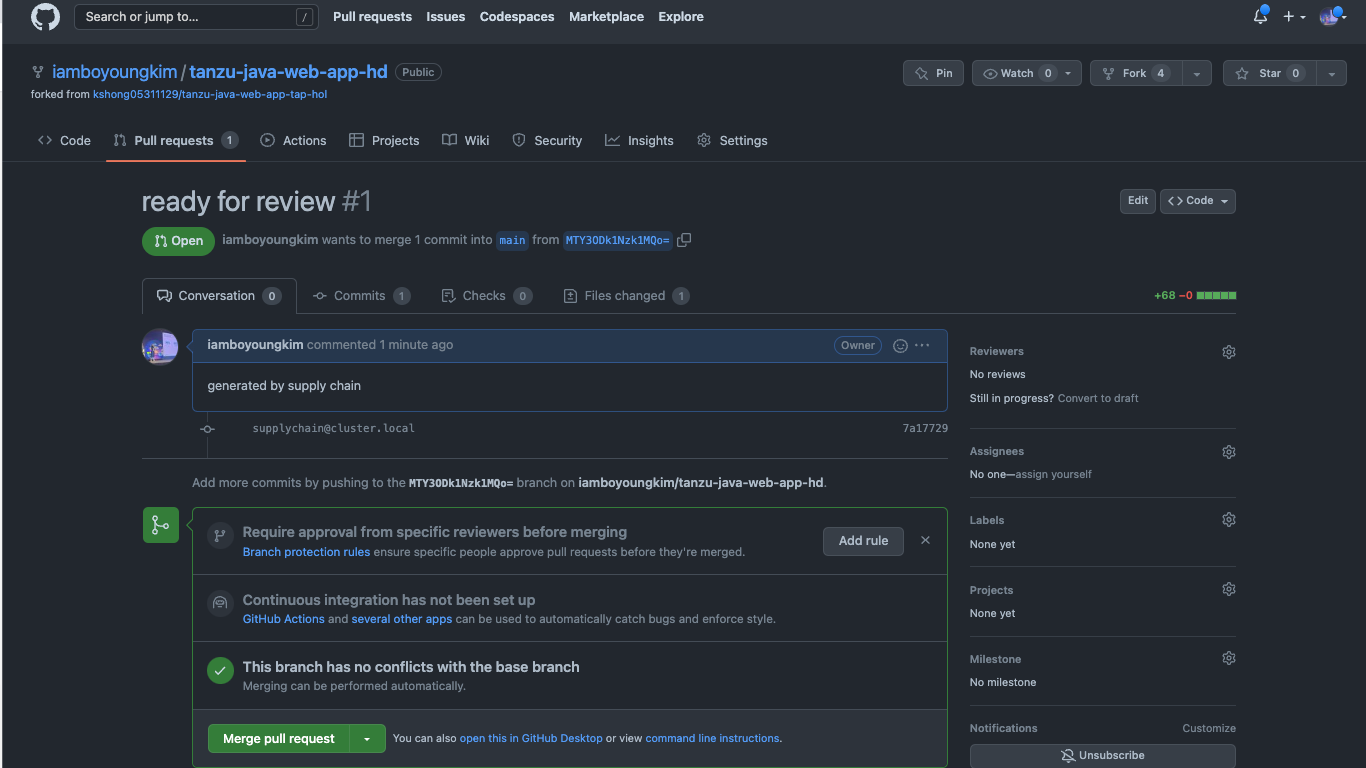 Search or jump to... /
Pull requests Issues Codespaces Marketplace Explore
iamboyoungkim / tanzu-java-web-app-hd Public
Pin Watch 0 Fork 4 Star 0
forked from kshong05311129/tanzu-java-web-app-tap-hol
Code Pull requests 1 Actions Projects Wiki Security Insights Settings
ready for review #1
Edit <> Code
Open iamboyoungkim wants to merge 1 commit into main from MTY3ODk1Nzk1MQo=
Conversation 0 Commits 1 Checks 0 Files changed 1
+68 −0
iamboyoungkim commented 1 minute ago
Owner
generated by supply chain
supplychain@cluster.local 7a17729
Add more commits by pushing to the MTY3ODk1Nzk1MQo= branch on iamboyoungkim/tanzu-java-web-app-hd.
Require approval from specific reviewers before merging
Branch protection rules ensure specific people approve pull requests before they're merged.
Add rule
Continuous integration has not been set up
GitHub Actions and several other apps can be used to automatically catch bugs and enforce style.
This branch has no conflicts with the base branch
Merging can be performed automatically.
Merge pull request
You can also open this in GitHub Desktop or view command line instructions.
Reviewers
No reviews
Still in progress? Convert to draft
Assignees
No one—assign yourself
Labels
None yet
Projects
None yet
Milestone
No milestone
Notifications Customize
Unsubscribe